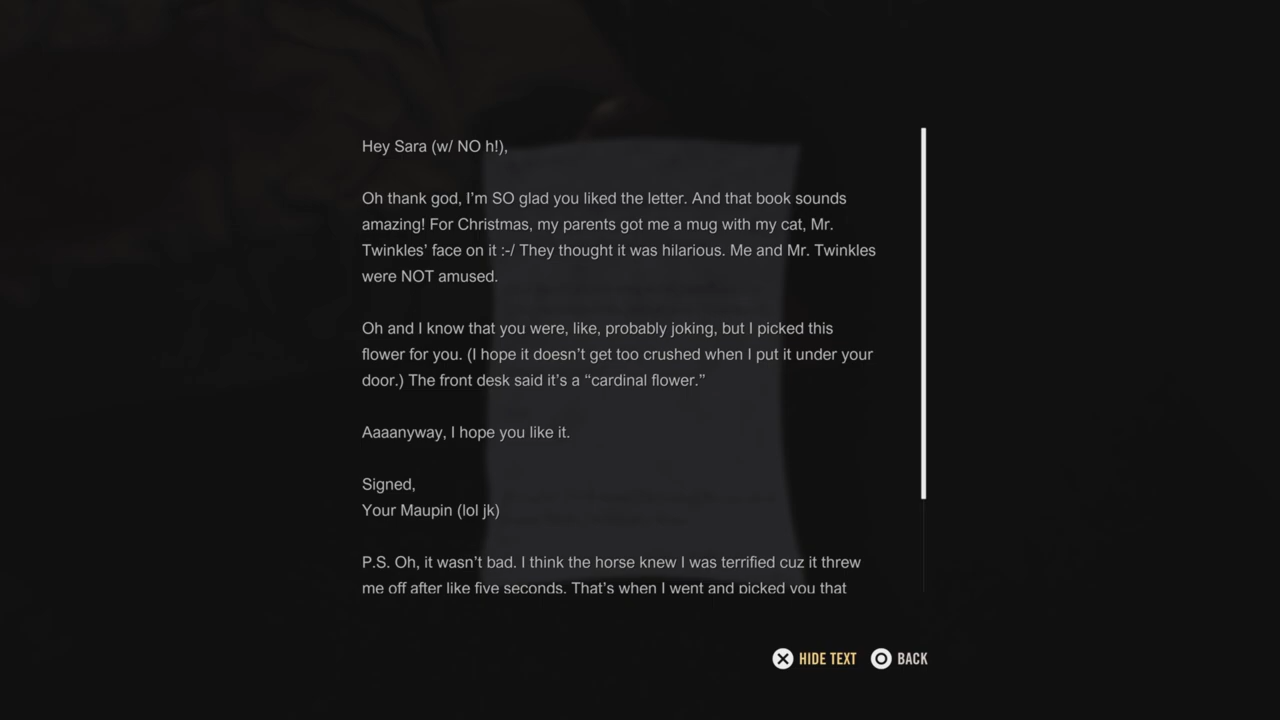 Hey Sara (w/ NO h!),
Oh thank god, I'm SO glad you liked the letter. And that book sounds
amazing! For Christmas, my parents got me a mug with my cat, Mr.
Twinkles' face on it :-/ They thought it was hilarious. Me and Mr. Twinkles
were NOT amused.
Oh and I know that you were, like, probably joking, but I picked this
flower for you. (I hope it doesn't get too crushed when I put it under your
door.) The front desk said it's a “cardinal flower.”
Aaaanyway, I hope you like it.
Signed,
Your Maupin (lol jk)
P.S. Oh, it wasn't bad. I think the horse knew I was terrified cuz it threw
me off after like five seconds. That's when I went and picked you that
HIDE TEXT BACK